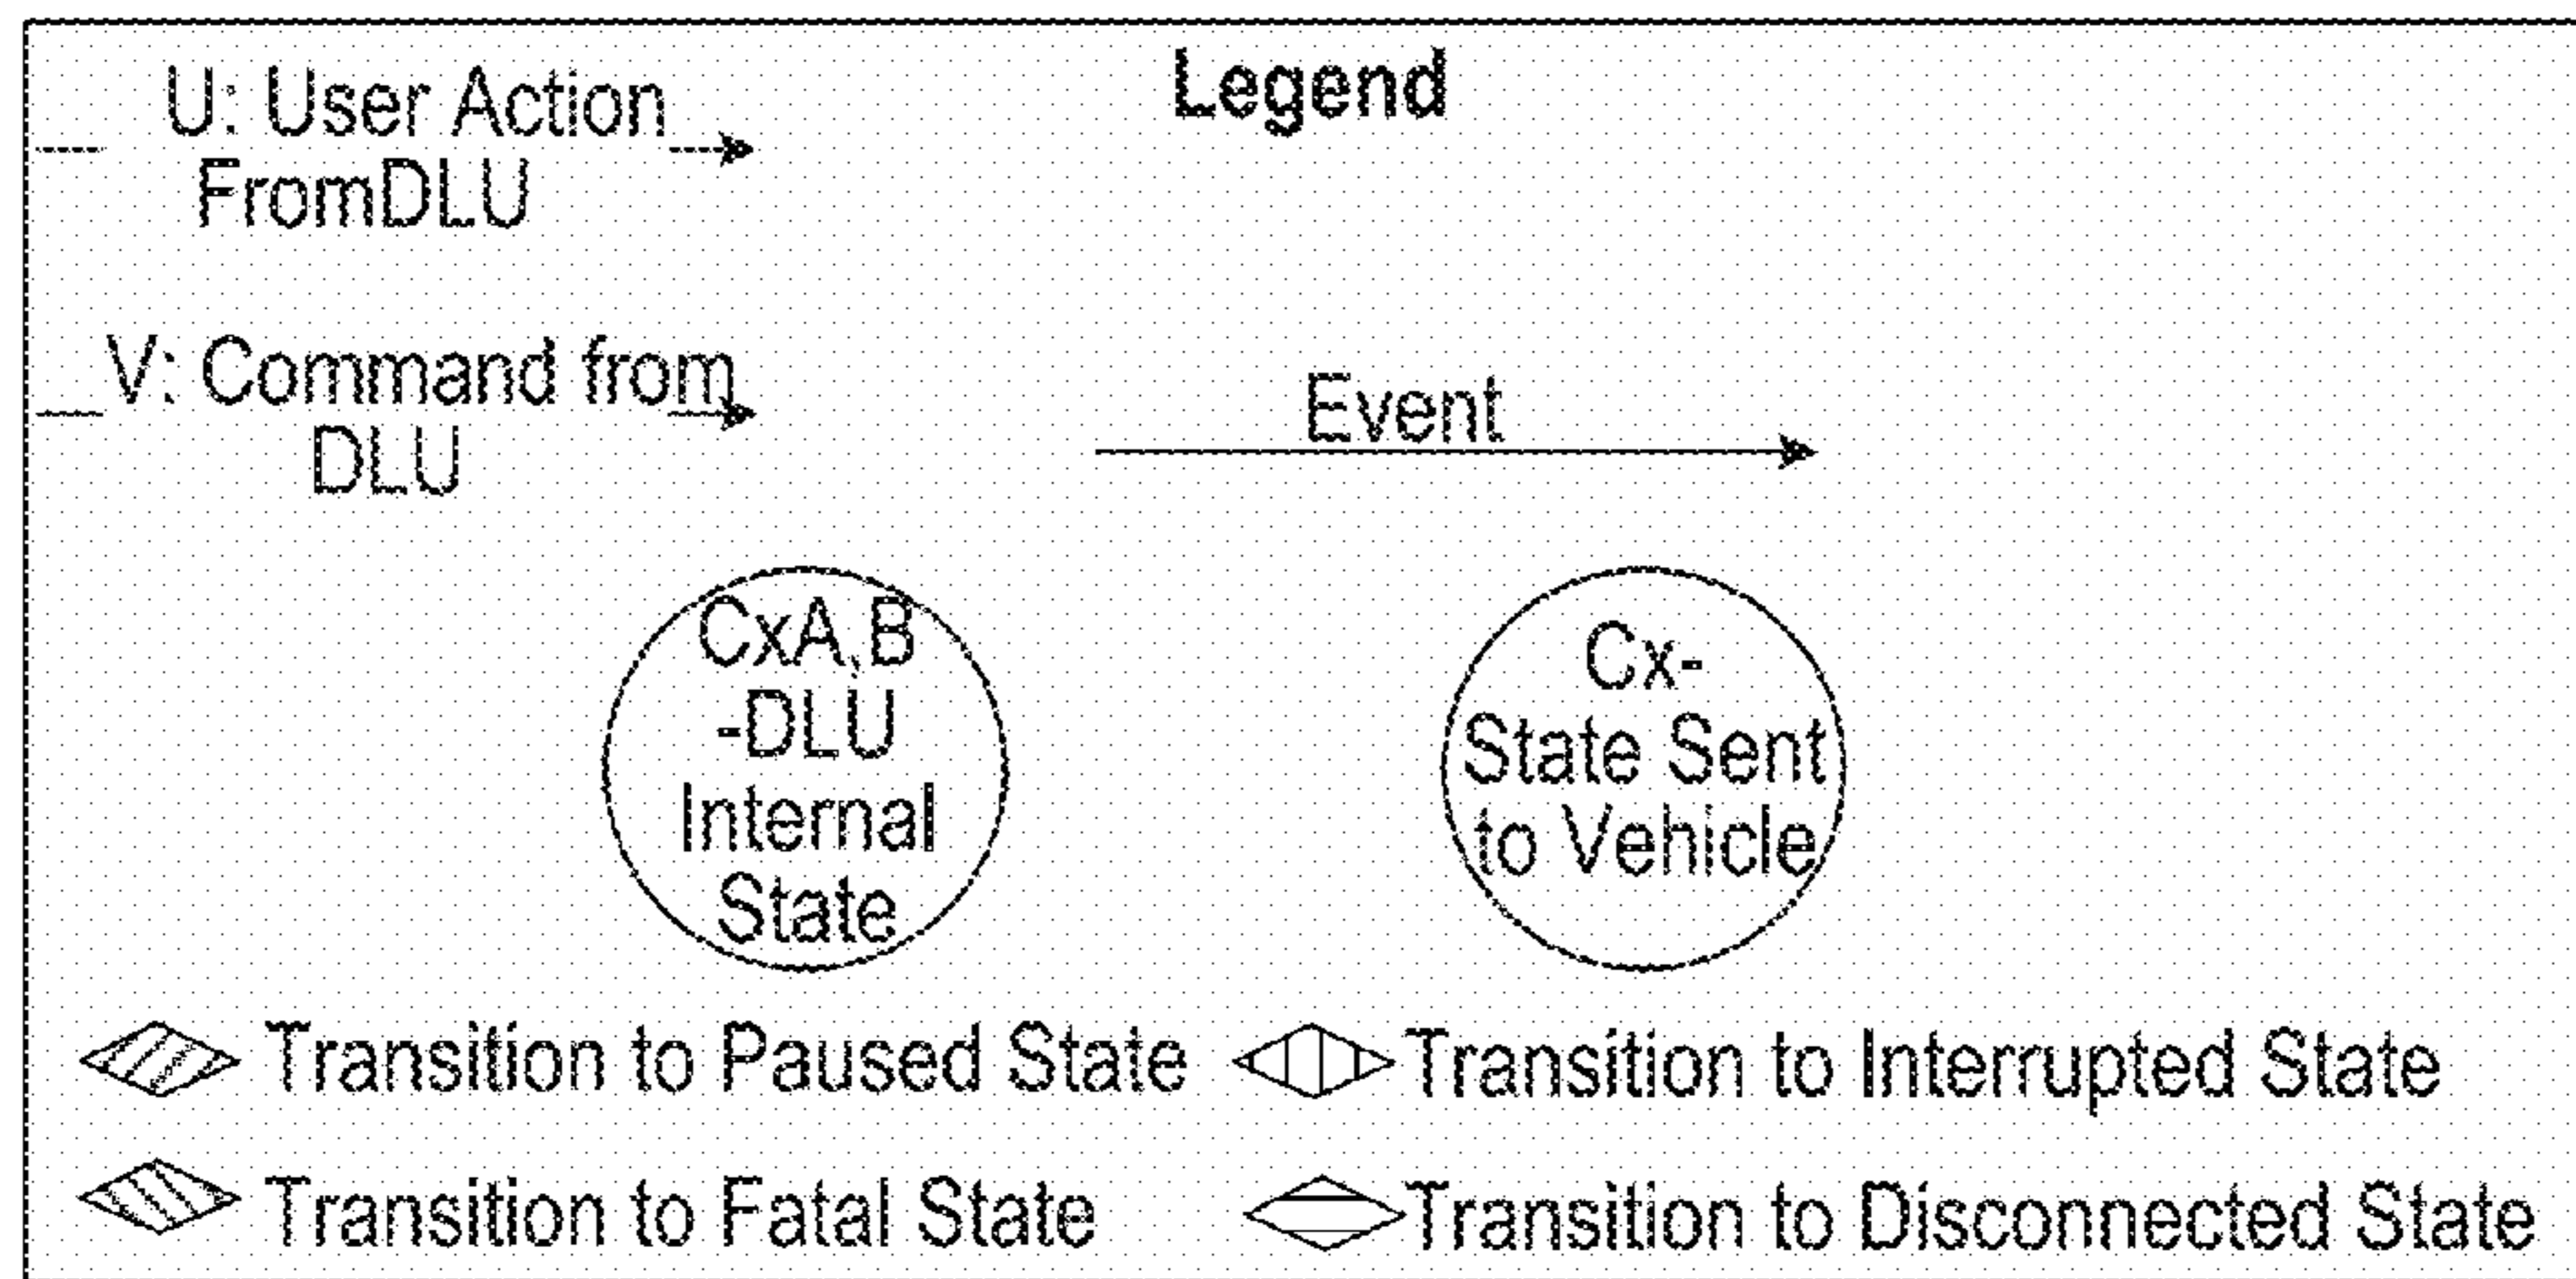 Legend
U: User Action
FromDLU
V: Command from
DLU
Event
CxA,B
-DLU
Internal
State
Cx-
State Sent
to Vehicle
Transition to Paused State
Transition to Interrupted State
Transition to Fatal State
Transition to Disconnected State